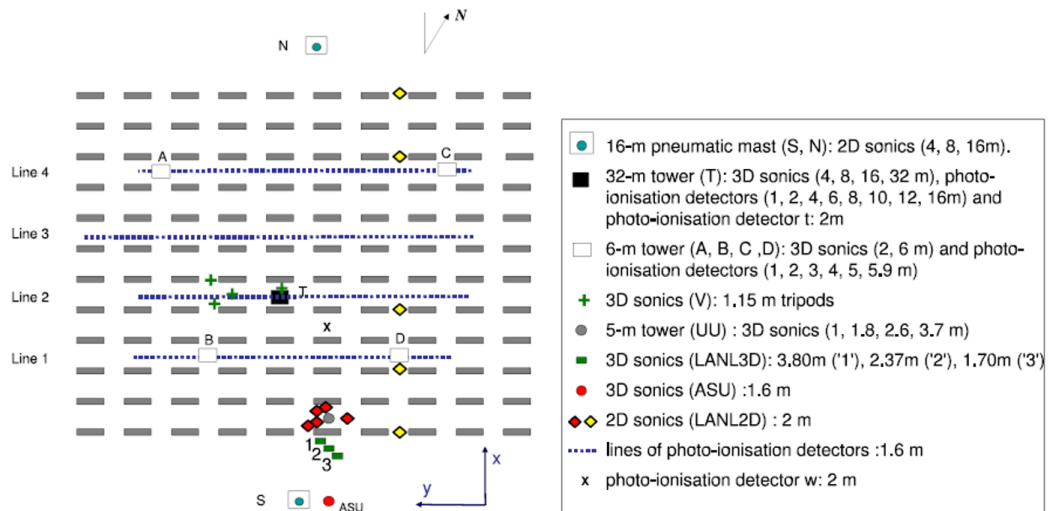 N
N
A
C
Line 4
Line 3
Line 2
T
x
B
D
Line 1
1
2
3
S
ASU
x
y
16-m pneumatic mast (S, N): 2D sonics (4, 8, 16m).
32-m tower (T): 3D sonics (4, 8, 16, 32 m), photo-
ionisation detectors (1, 2, 4, 6, 8, 10, 12, 16m) and
photo-ionisation detector t: 2m
6-m tower (A, B, C ,D): 3D sonics (2, 6 m) and photo-
ionisation detectors (1, 2, 3, 4, 5, 5.9 m)
3D sonics (V): 1.15 m tripods
5-m tower (UU) : 3D sonics (1, 1.8, 2.6, 3.7 m)
3D sonics (LANL3D): 3.80m ('1'), 2.37m ('2'), 1.70m ('3')
3D sonics (ASU) :1.6 m
2D sonics (LANL2D) : 2 m
lines of photo-ionisation detectors :1.6 m
x photo-ionisation detector w: 2 m